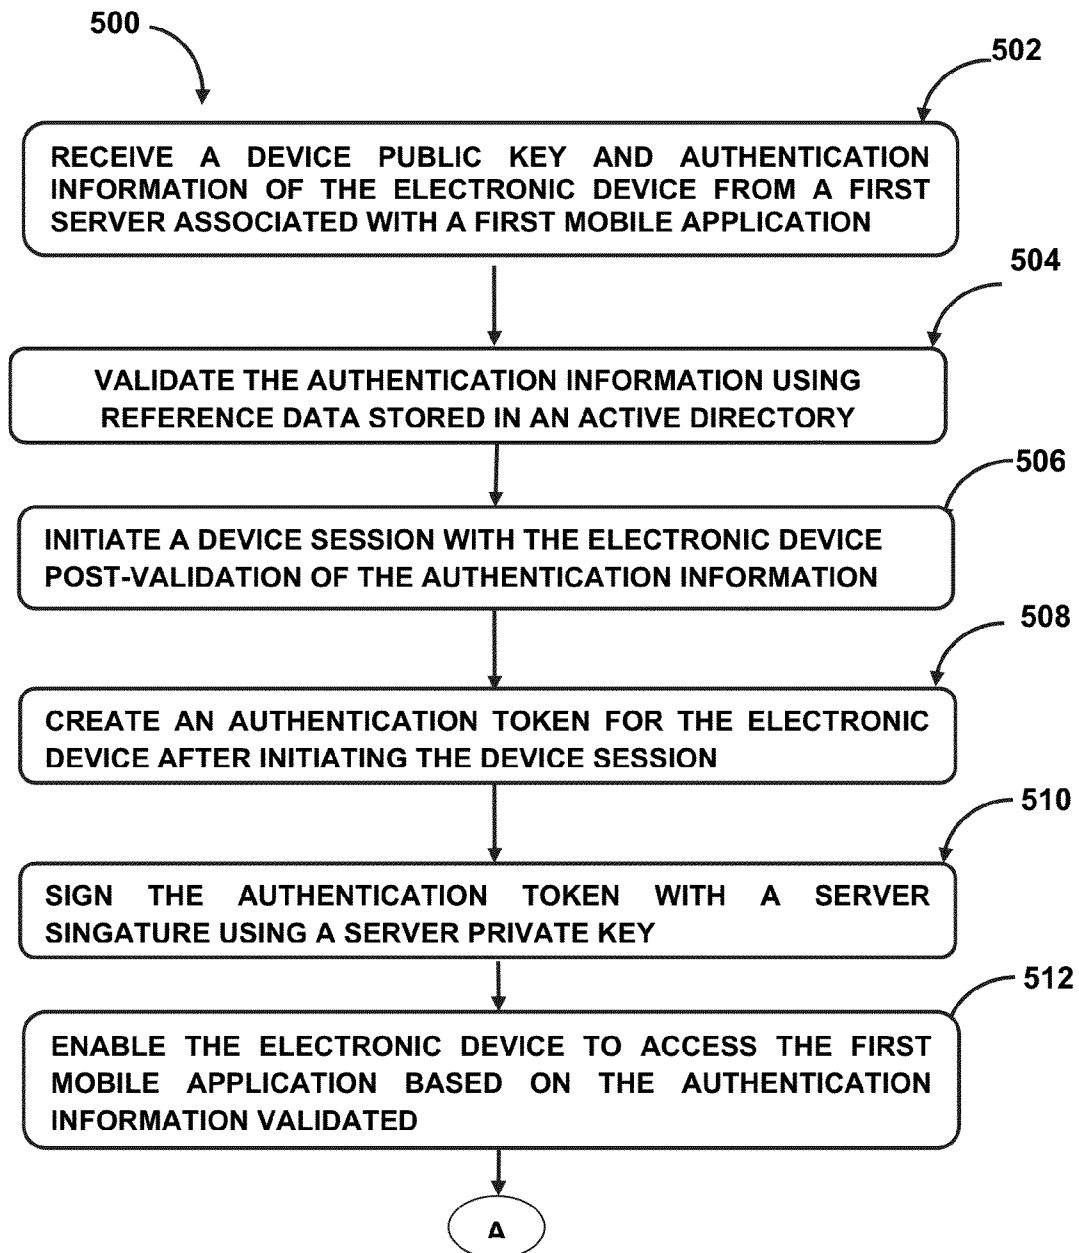 500
502
RECEIVE A DEVICE PUBLIC KEY AND AUTHENTICATION
INFORMATION OF THE ELECTRONIC DEVICE FROM A FIRST
SERVER ASSOCIATED WITH A FIRST MOBILE APPLICATION
504
VALIDATE THE AUTHENTICATION INFORMATION USING
REFERENCE DATA STORED IN AN ACTIVE DIRECTORY
506
INITIATE A DEVICE SESSION WITH THE ELECTRONIC DEVICE
POST-VALIDATION OF THE AUTHENTICATION INFORMATION
508
CREATE AN AUTHENTICATION TOKEN FOR THE ELECTRONIC
DEVICE AFTER INITIATING THE DEVICE SESSION
510
SIGN THE AUTHENTICATION TOKEN WITH A SERVER
SINGATURE USING A SERVER PRIVATE KEY
512
ENABLE THE ELECTRONIC DEVICE TO ACCESS THE FIRST
MOBILE APPLICATION BASED ON THE AUTHENTICATION
INFORMATION VALIDATED
A